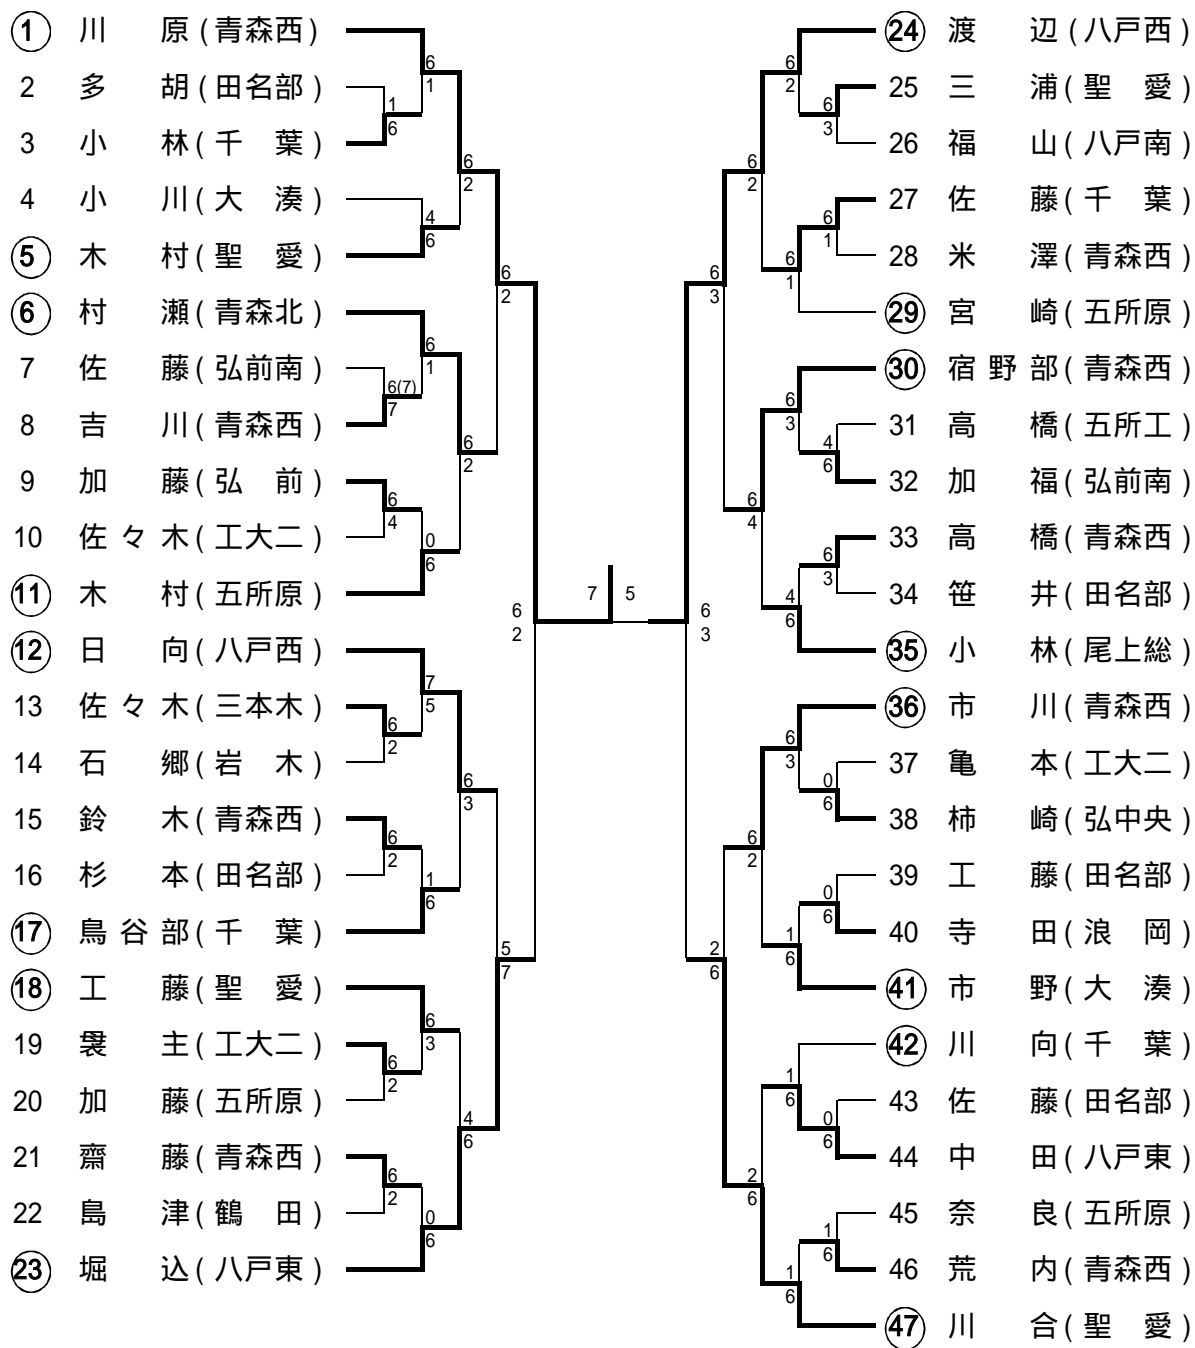 ① 川 原 ( 青森西 )
2 多 胡 ( 田名部 )
3 小 林 ( 千 葉 )
4 小 川 ( 大 湊 )
⑤ 木 村 ( 聖 愛 )
⑥ 村 瀬 ( 青森北 )
7 佐 藤 ( 弘前南 )
8 吉 川 ( 青森西 )
9 加 藤 ( 弘 前 )
10 佐 々 木 ( 工大二 )
⑪ 木 村 ( 五所原 )
⑫ 日 向 ( 八戸西 )
13 佐 々 木 ( 三本木 )
14 石 郷 ( 岩 木 )
15 鈴 木 ( 青森西 )
16 杉 本 ( 田名部 )
⑰ 鳥 谷 部 ( 千 葉 )
⑱ 工 藤 ( 聖 愛 )
19 主 ( 工大二 )
20 加 藤 ( 五所原 )
21 齋 藤 ( 青森西 )
22 島 津 ( 鶴 田 )
㉓ 堀 込 ( 八戸東 )
6
1
1
6
6
2
4
6
6
2
6
1
6(7)
7
6
2
6
4
0
6
6
2
7
5
6
2
6
3
6
2
1
6
5
7
6
3
6
2
4
6
6
2
0
6
7 5
6
3
6
2
6
3
6
2
6
1
6
1
6
3
6
3
4
6
6
4
6
3
4
6
6
3
0
6
6
2
0
6
1
6
2
6
1
6
0
6
2
6
1
6
1
6
㉔ 渡 辺 ( 八戸西 )
25 三 浦 ( 聖 愛 )
26 福 山 ( 八戸南 )
27 佐 藤 ( 千 葉 )
28 米 澤 ( 青森西 )
㉙ 宮 崎 ( 五所原 )
㉚ 宿 野 部 ( 青森西 )
31 高 橋 ( 五所工 )
32 加 福 ( 弘前南 )
33 高 橋 ( 青森西 )
34 笹 井 ( 田名部 )
㉟ 小 林 ( 尾上総 )
㊱ 市 川 ( 青森西 )
37 亀 本 ( 工大二 )
38 柿 崎 ( 弘中央 )
39 工 藤 ( 田名部 )
40 寺 田 ( 浪 岡 )
㊶ 市 野 ( 大 湊 )
㊷ 川 向 ( 千 葉 )
43 佐 藤 ( 田名部 )
44 中 田 ( 八戸東 )
45 奈 良 ( 五所原 )
46 荒 内 ( 青森西 )
㊼ 川 合 ( 聖 愛 )